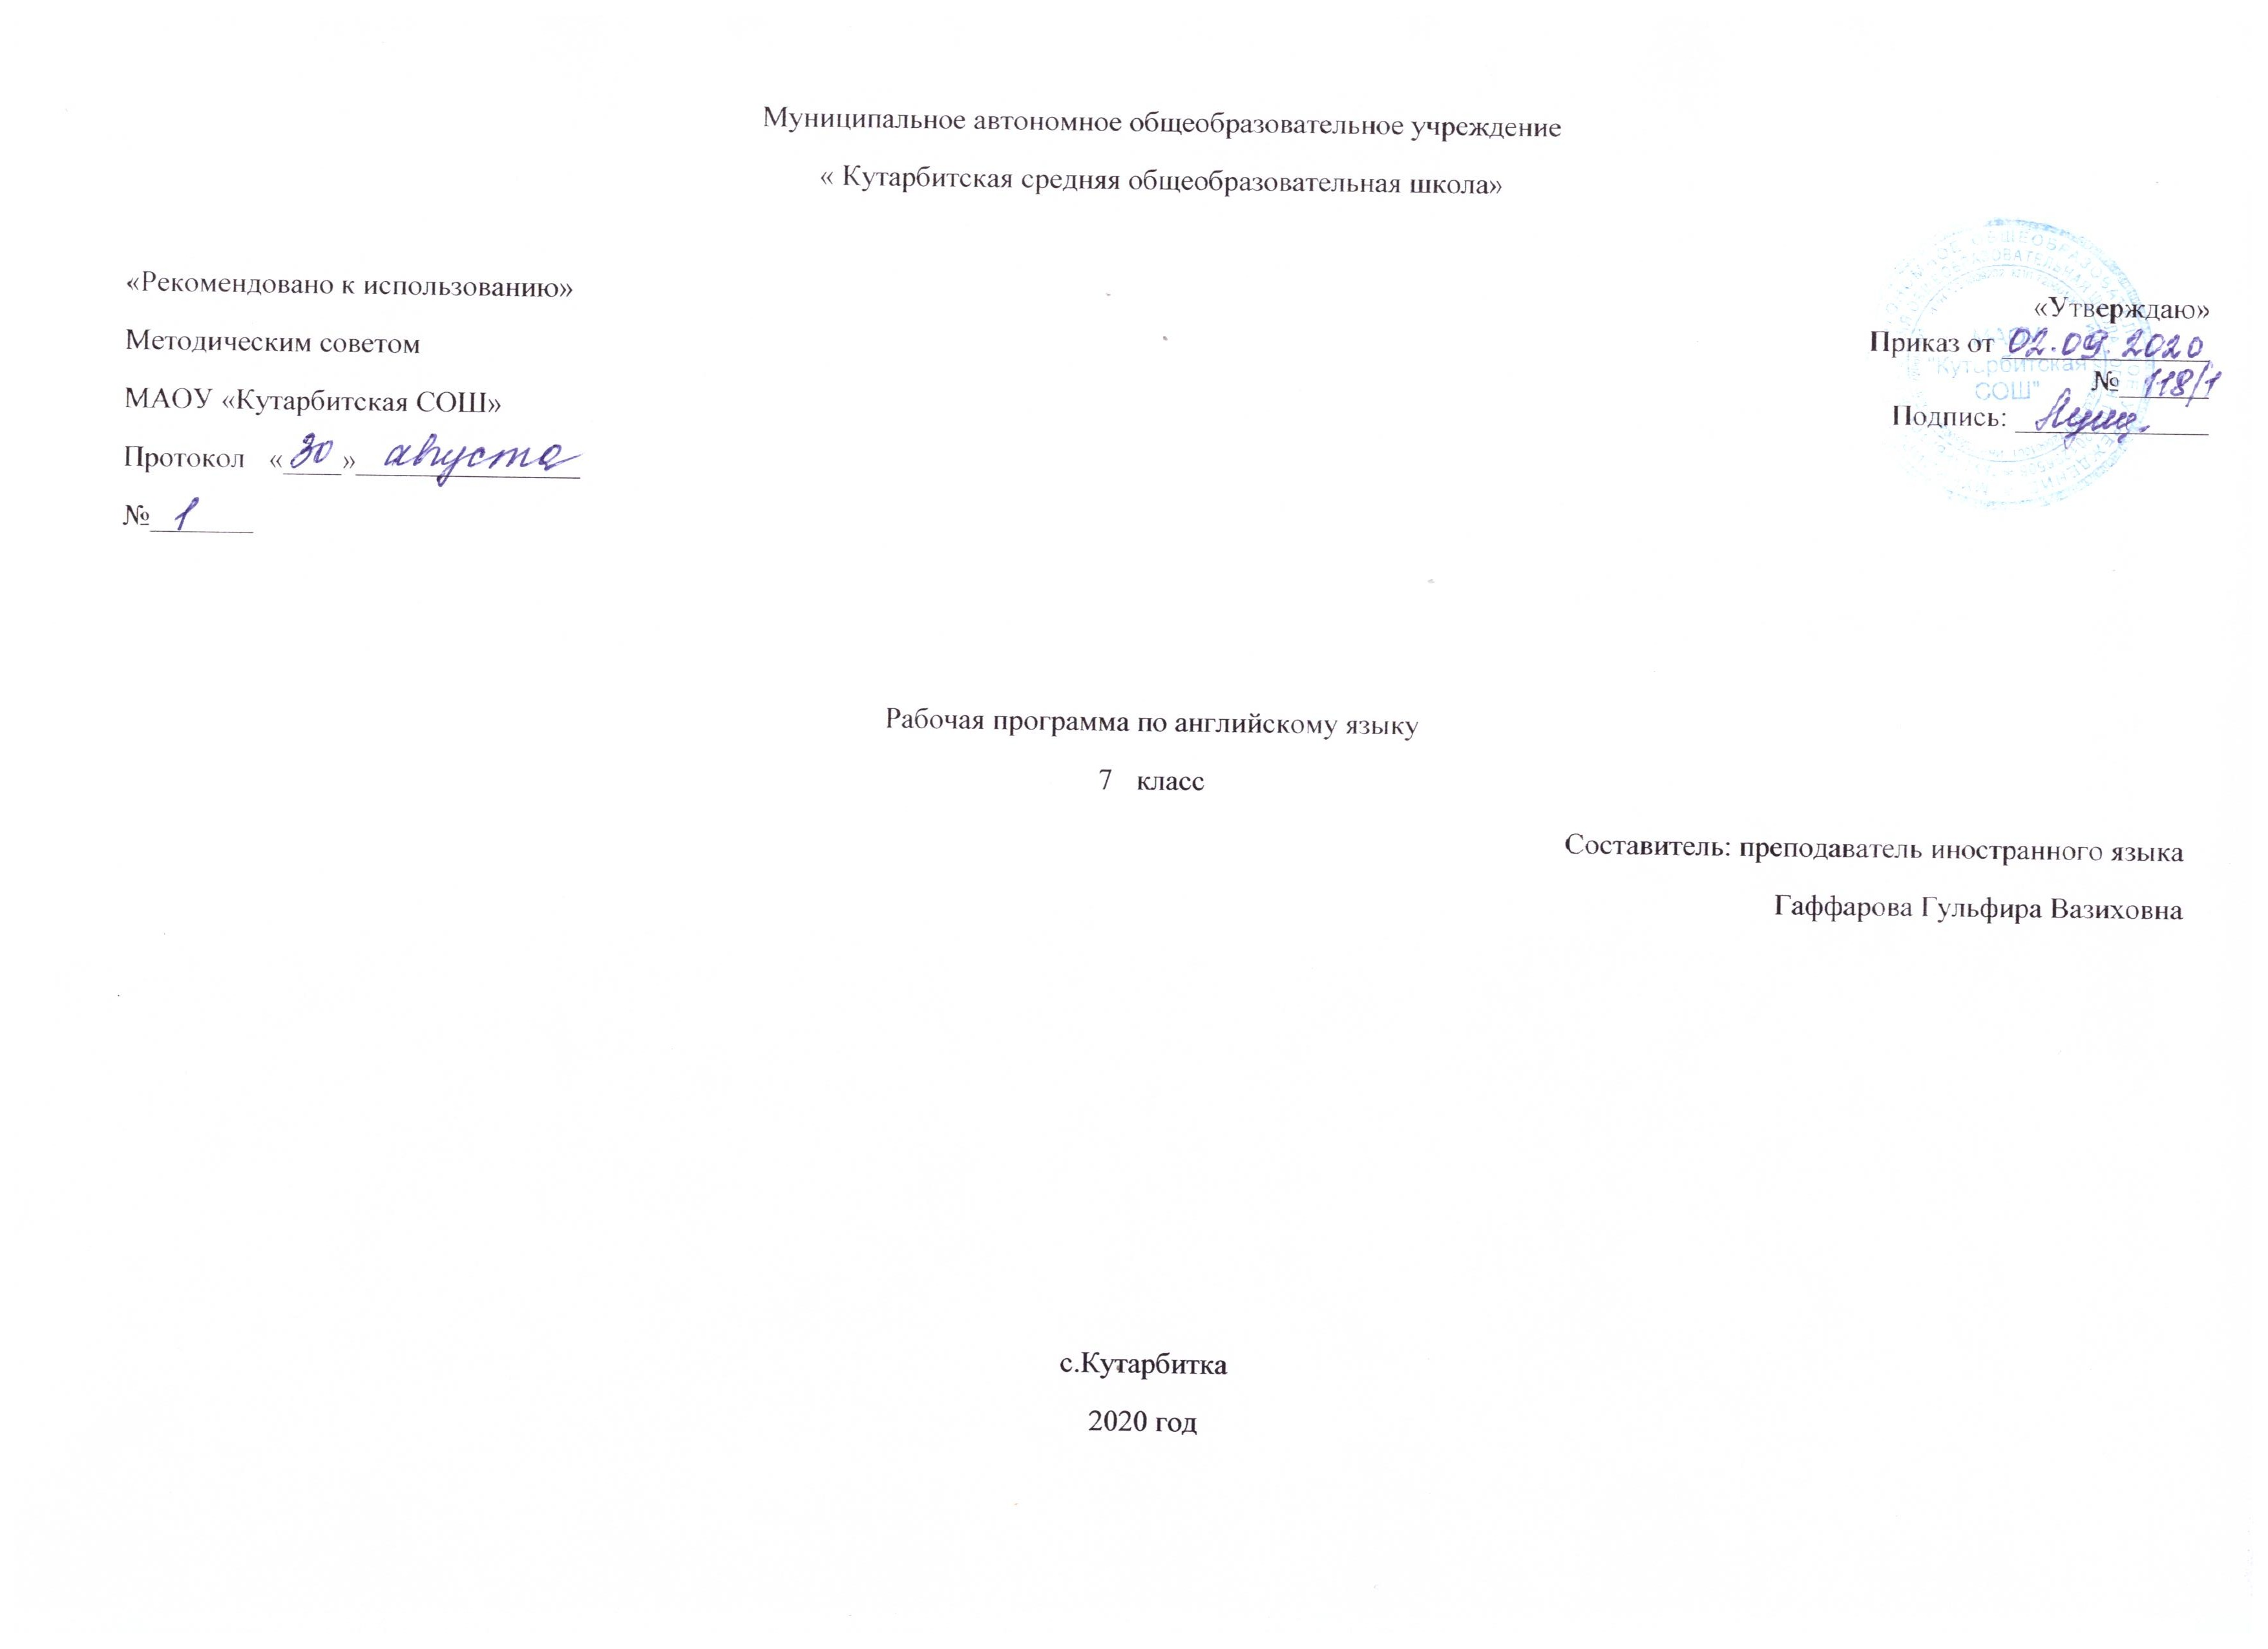 Муниципальное автономное общеобразовательное учреждение
« Кутарбитская средняя общеобразовательная школа»
«Рекомендовано к использованию»
Методическим советом
МАОУ «Кутарбитская СОШ»
Протокол «30» августа
№ 1
«Утверждаю»
Приказ от 02.09.2020
№ 118/1
Подпись:
"Кутарбитская
СОШ"
Рабочая программа по английскому языку
7 класс
Составитель: преподаватель иностранного языка
Гаффарова Гульфира Вазиховна
с.Кутарбитка
2020 год